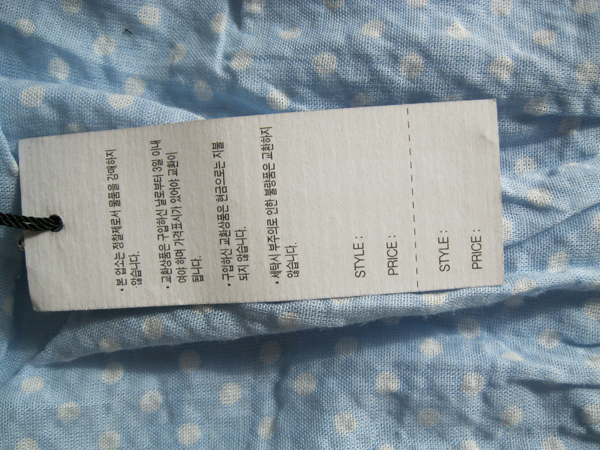 • 본 업소는 정찰제로서 물품을 강매하지
않습니다.
• 교환상품은 구입하신 날로부터 3일 이내
여야 하며 가격표시가 있어야 교환이
됩니다.
• 구입하신 교환상품은 현금으로는 지불
되지 않습니다.
• 세탁시 부주의로 인한 불량품은 교환하지
않습니다.
STYLE :
PRICE :
STYLE :
PRICE :